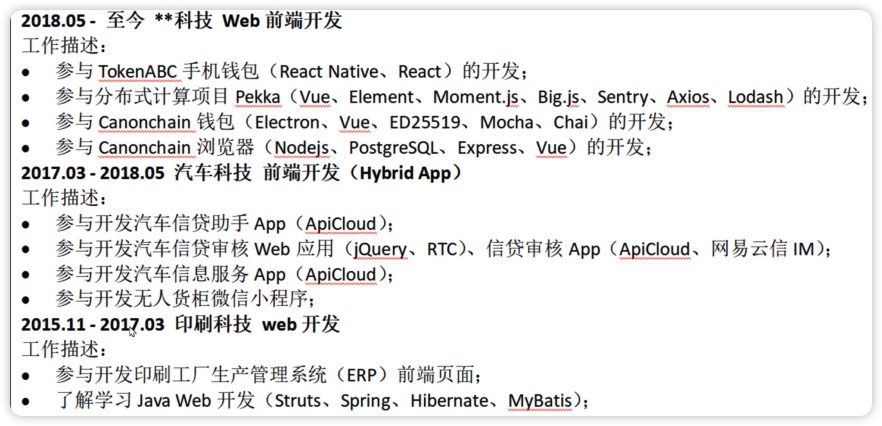 2018.05 - 至今 **科技 Web 前端开发
工作描述：
● 参与 TokenABC 手机钱包（React Native、React）的开发；
● 参与分布式计算项目 Pekka（Vue、Element、Moment.js、Big.js、Sentry、Axios、Lodash）的开发；
● 参与 Canonchain 钱包（Electron、Vue、ED25519、Mocha、Chai）的开发；
● 参与 Canonchain 浏览器（Nodejs、PostgreSQL、Express、Vue）的开发；
2017.03 - 2018.05 汽车科技 前端开发（Hybrid App）
工作描述：
● 参与开发汽车信贷助手 App（ApiCloud）；
● 参与开发汽车信贷审核 Web 应用（jQuery、RTC）、信贷审核 App（ApiCloud、网易云信 IM）；
● 参与开发汽车信息服务 App（ApiCloud）；
● 参与开发无人货柜微信小程序；
2015.11 - 2017.03 印刷科技 web 开发
工作描述：
● 参与开发印刷工厂生产管理系统（ERP）前端页面；
● 了解学习 Java Web 开发（Struts、Spring、Hibernate、MyBatis）；